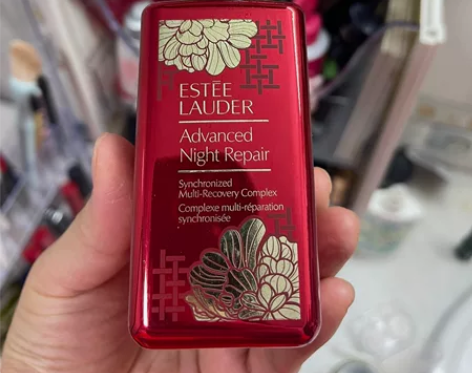 ESTĒE
LAUDER
Advanced
Night Repair
Synchronized
Multi-Recovery Complex
Complexe multi-réparation
synchronisée